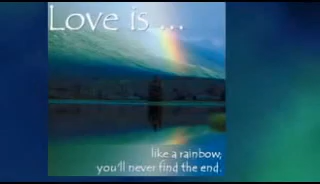 Love is ...
like a rainbow,
you'll never find the end.